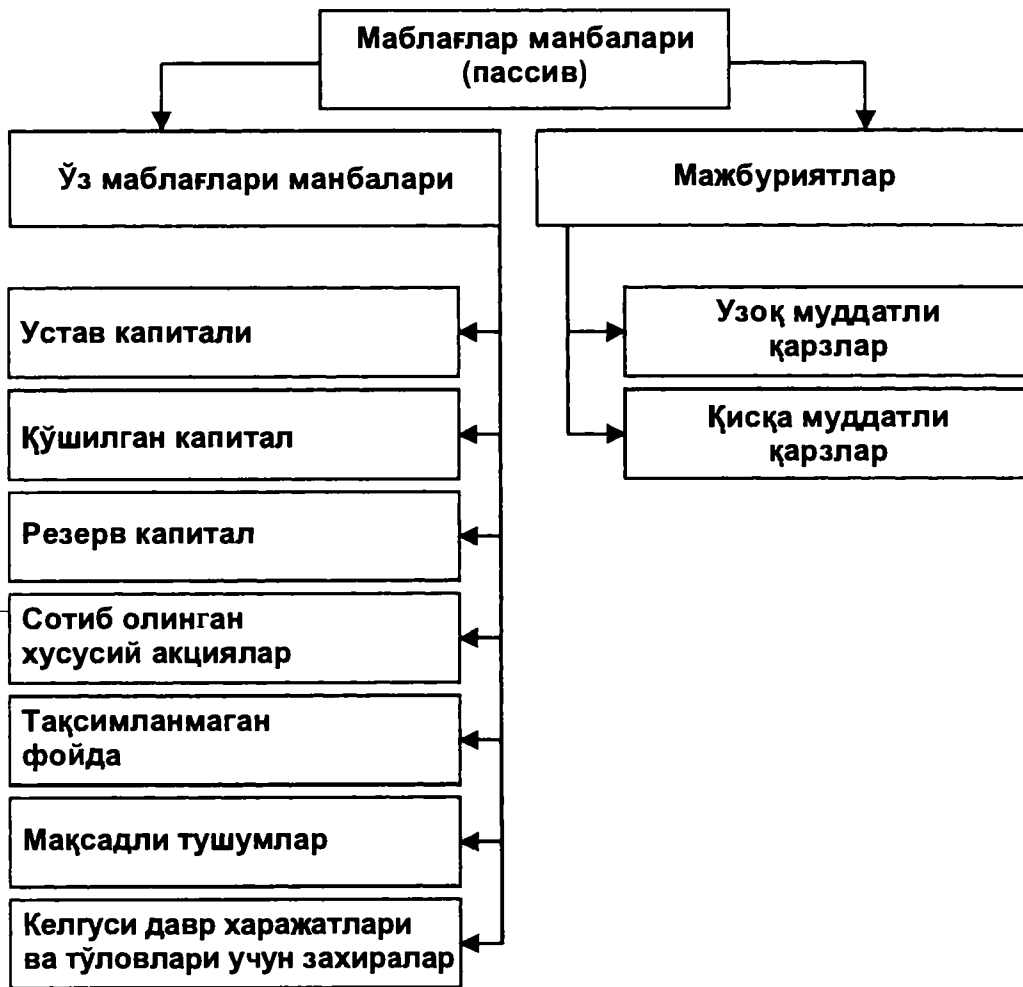 Маблағлар манбалари
(пассив)
Ўз маблағлари манбалари
Мажбуриятлар
Устав капитали
Қўшилган капитал
Резерв капитал
Сотиб олинган
хусусий акциялар
Тақсимланмаган
фойда
Мақсадли тушумлар
Келгуси давр харажатлари
ва тўловлари учун захиралар
Узоқ муддатли
қарзлар
Қисқа муддатли
қарзлар